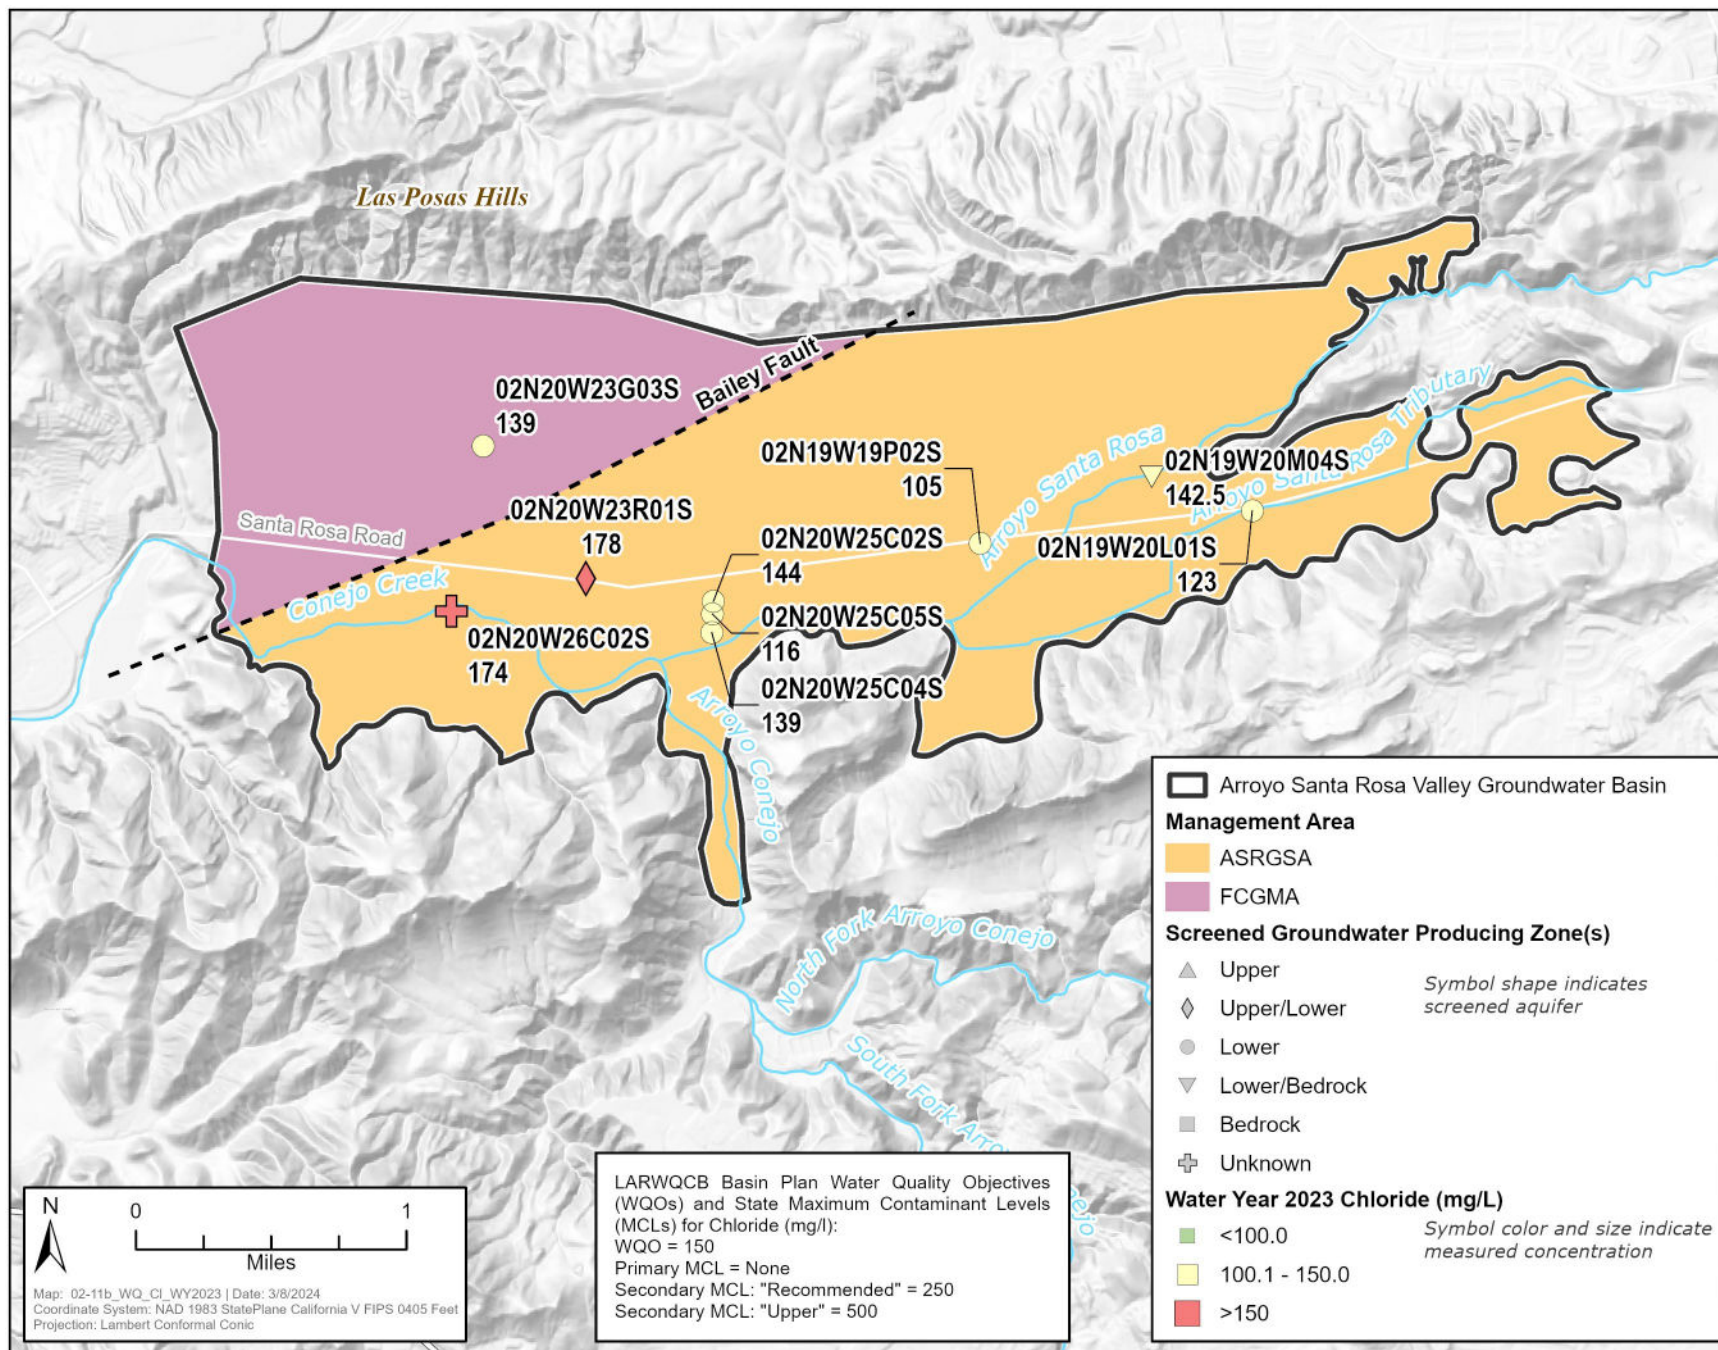 Las Posas Hills
Bailey Fault
02N20W23G03S
139
02N19W19P02S
105
Arroyo Santa Rosa
Arroyo Santa Rosa Tributary
02N19W20M04S
142.5
02N20W23R01S
178
Santa Rosa Road
02N20W25C02S
144
02N19W20L01S
123
Conejo Creek
02N20W26C02S
174
02N20W25C05S
116
02N20W25C04S
139
Arroyo Conejo
North Fork Arroyo Conejo
South Fork Arro
nejo
Arroyo Santa Rosa Valley Groundwater Basin
Management Area
ASRGSA
FCGMA
Screened Groundwater Producing Zone(s)
Upper
Upper/Lower
Lower
Lower/Bedrock
Bedrock
Unknown
Symbol shape indicates
screened aquifer
Water Year 2023 Chloride (mg/L)
<100.0
100.1 - 150.0
>150
Symbol color and size indicate
measured concentration
LARWQCB Basin Plan Water Quality Objectives
(WQOs) and State Maximum Contaminant Levels
(MCLs) for Chloride (mg/l):
WQO = 150
Primary MCL = None
Secondary MCL: "Recommended" = 250
Secondary MCL: "Upper" = 500
N
0 1
Miles
Map: 02-11b_WQ_Cl_WY2023 | Date: 3/8/2024
Coordinate System: NAD 1983 StatePlane California V FIPS 0405 Feet
Projection: Lambert Conformal Conic